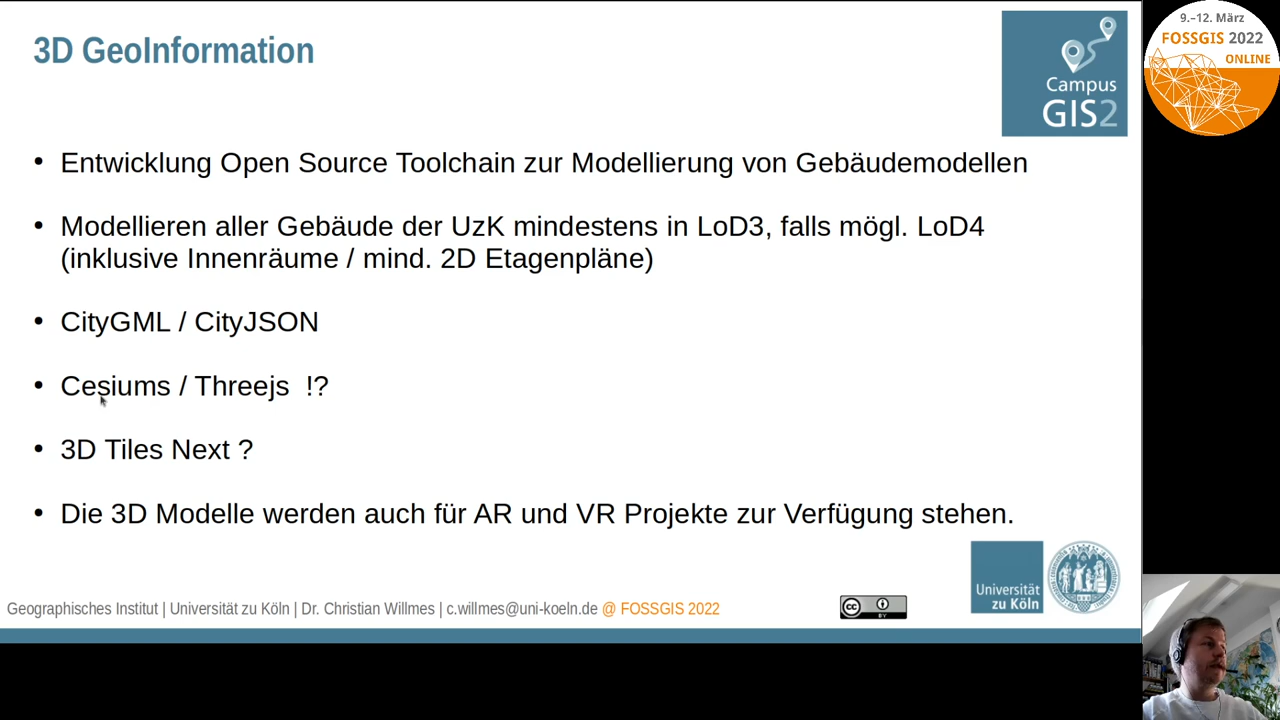 3D GeoInformation
Campus
GIS2
9.–12. März
FOSSGIS 2022
ONLINE
• Entwicklung Open Source Toolchain zur Modellierung von Gebäudemodellen
• Modellieren aller Gebäude der UzK mindestens in LoD3, falls mögl. LoD4
(inklusive Innenräume / mind. 2D Etagenpläne)
• CityGML / CityJSON
• Cesiums / Threejs !?
• 3D Tiles Next ?
• Die 3D Modelle werden auch für AR und VR Projekte zur Verfügung stehen.
Universität
zu Köln
Geographisches Institut | Universität zu Köln | Dr. Christian Willmes | c.willmes@uni-koeln.de @ FOSSGIS 2022
cc
BY